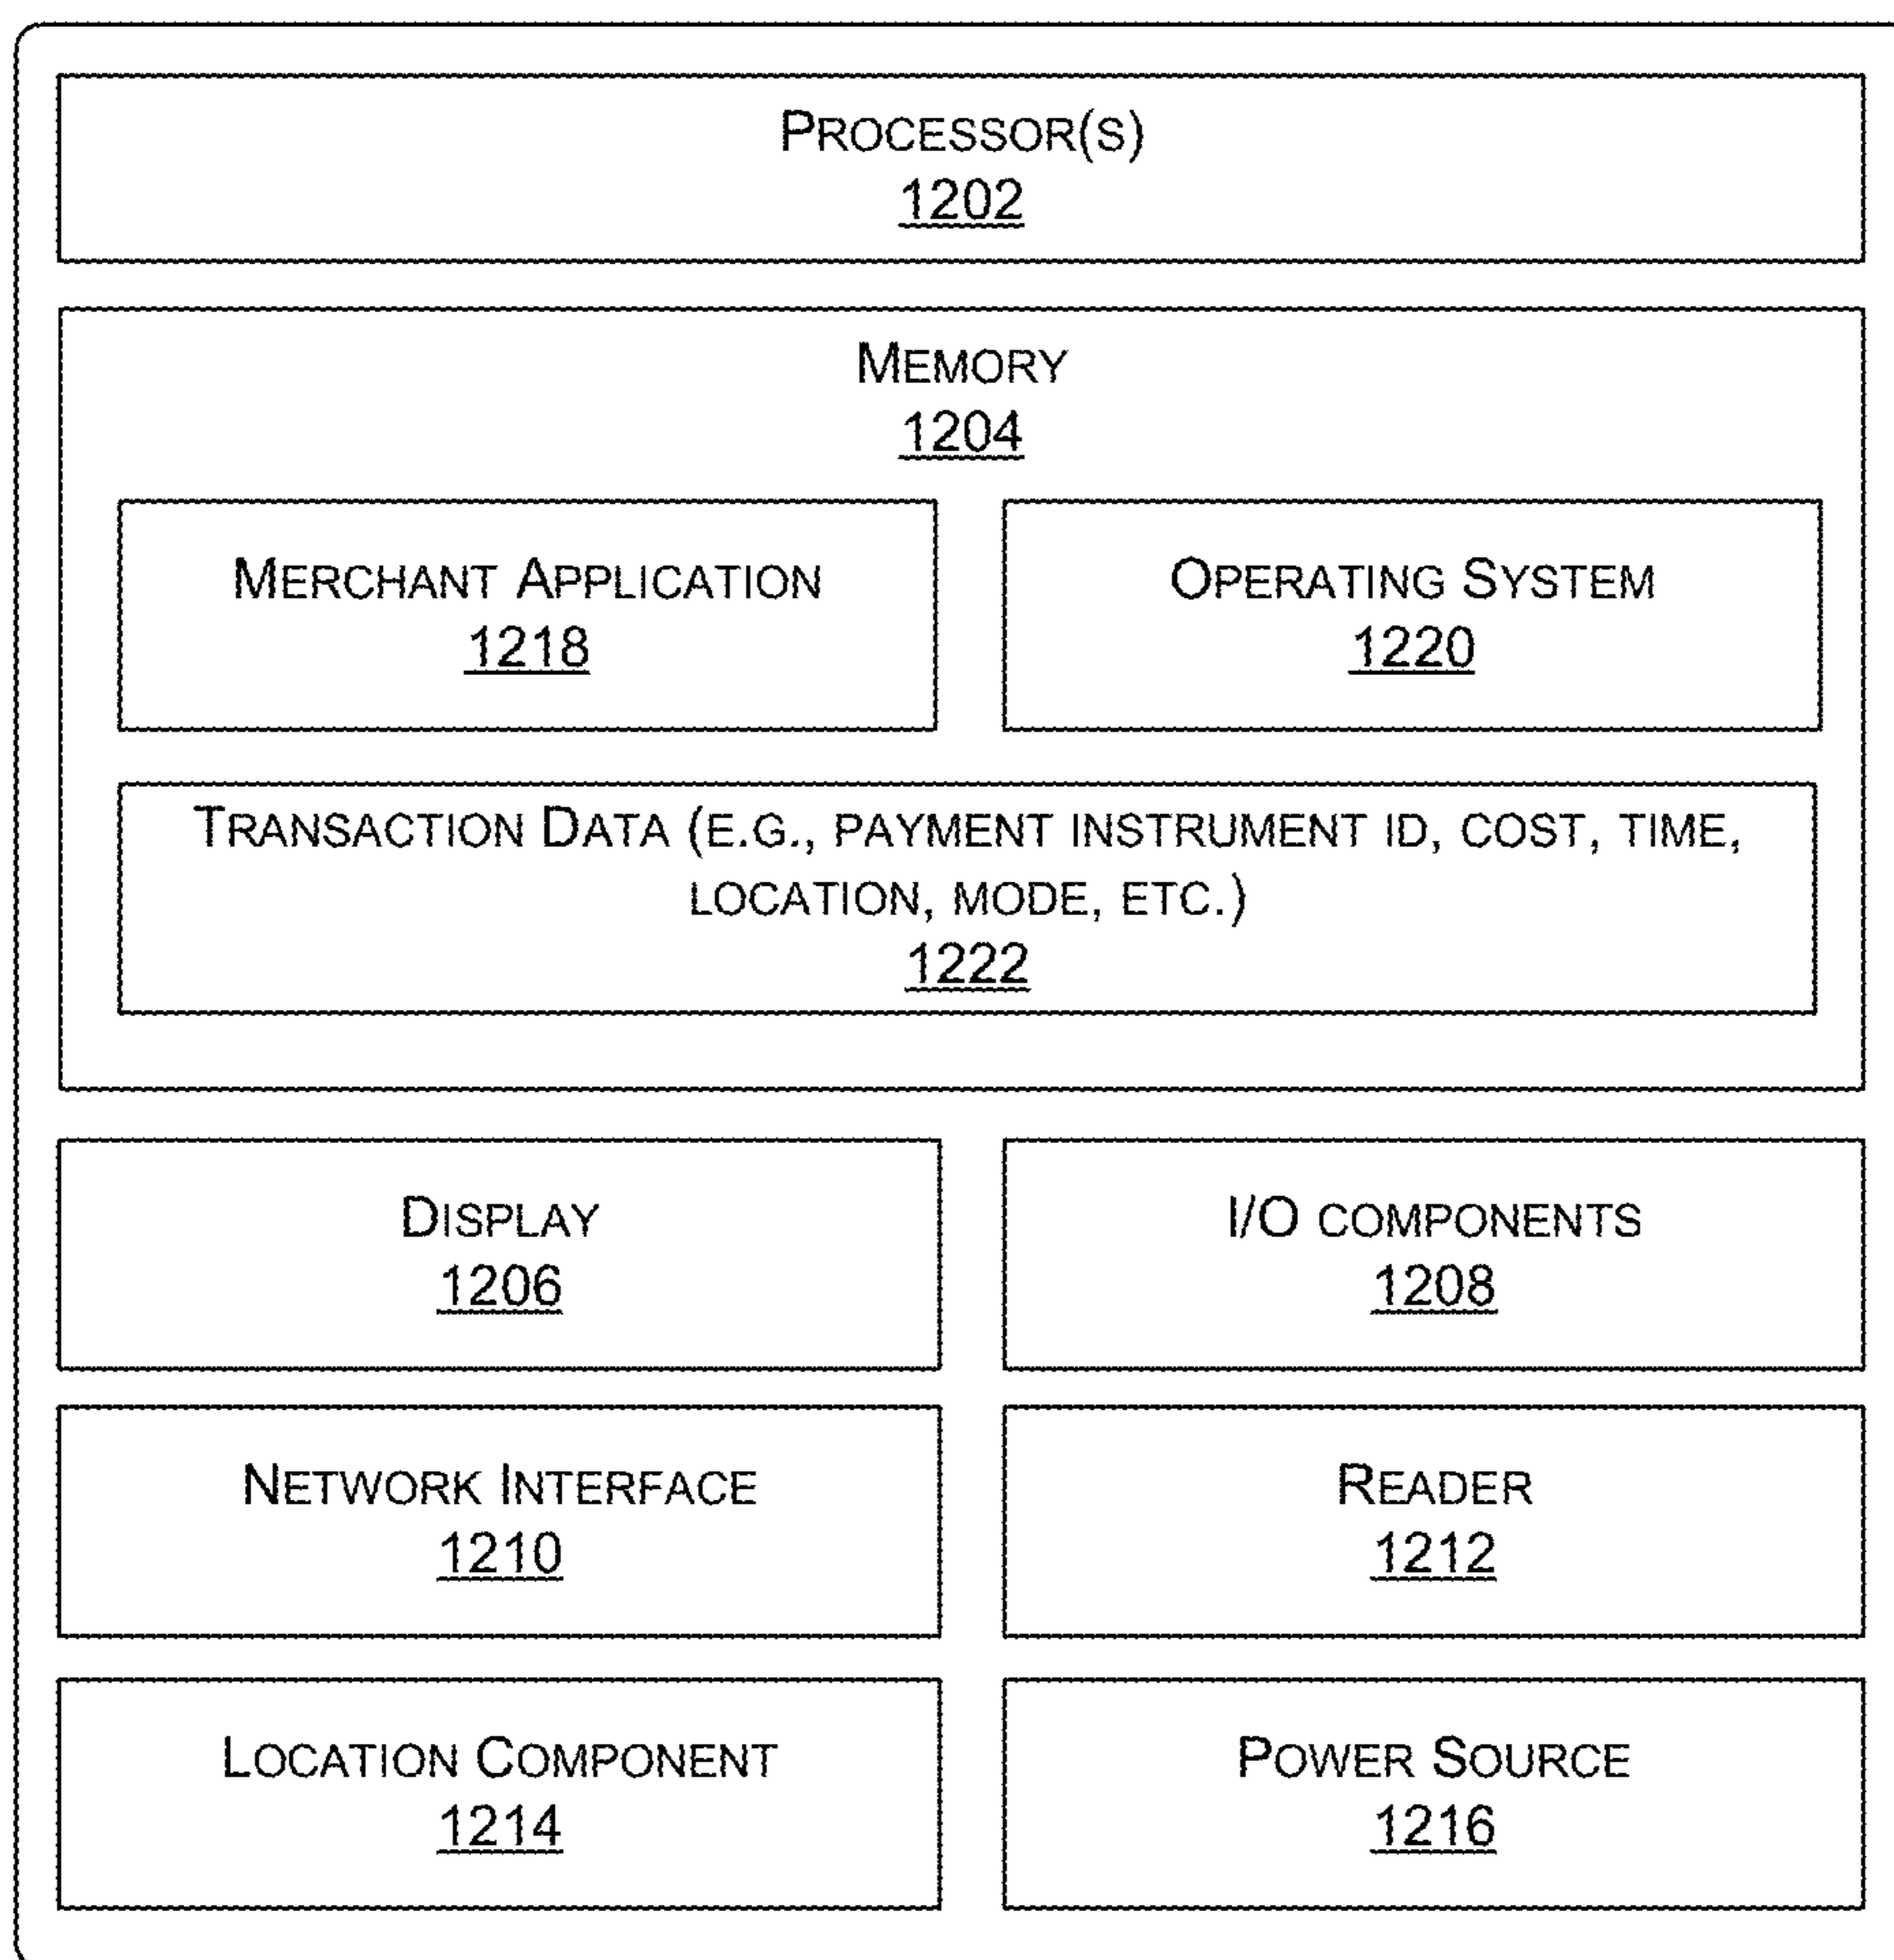 PROCESSOR(S)
1202
MEMORY
1204
MERCHANT APPLICATION
1218
OPERATING SYSTEM
1220
TRANSACTION DATA (E.G., PAYMENT INSTRUMENT ID, COST, TIME,
LOCATION, MODE, ETC.)
1222
DISPLAY
1206
I/O COMPONENTS
1208
NETWORK INTERFACE
1210
READER
1212
LOCATION COMPONENT
1214
POWER SOURCE
1216